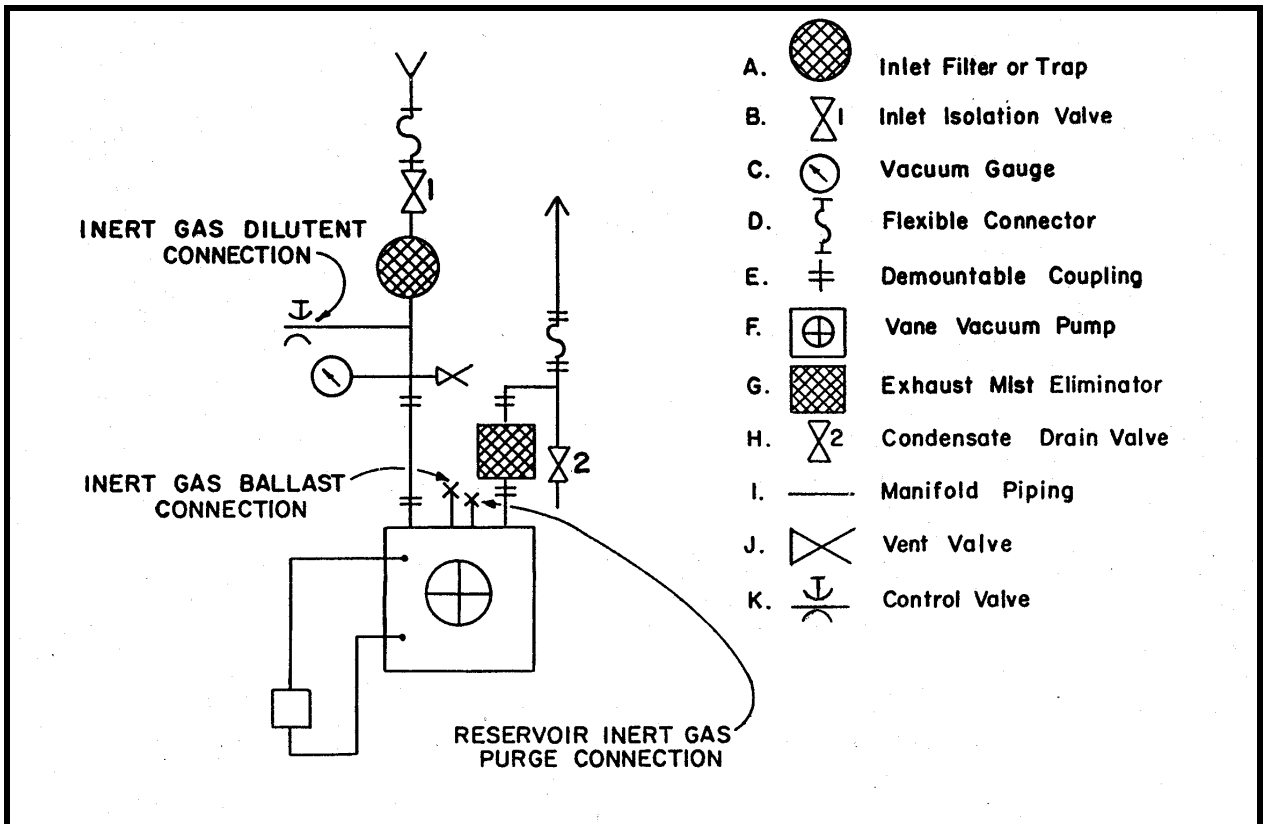 INERT GAS DILUTENT
CONNECTION
1
INERT GAS BALLAST
CONNECTION
2
RESERVOIR INERT GAS
PURGE CONNECTION
A. Inlet Filter or Trap
B. 1 Inlet Isolation Valve
C. Vacuum Gauge
D. Flexible Connector
E. Demountable Coupling
F. Vane Vacuum Pump
G. Exhaust Mist Eliminator
H. 2 Condensate Drain Valve
I. Manifold Piping
J. Vent Valve
K. Control Valve